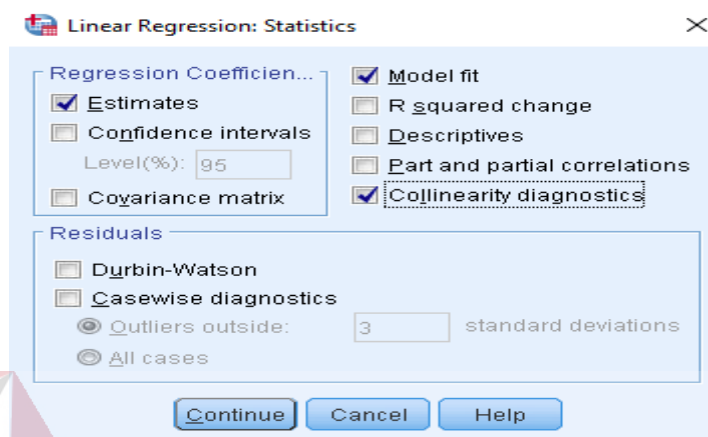 Linear Regression: Statistics
Regression Coefficien...
Estimates
Confidence intervals
Level(%): 95
Covariance matrix
Model fit
R squared change
Descriptives
Part and partial correlations
Collinearity diagnostics
Residuals
Durbin-Watson
Casewise diagnostics
Outliers outside: 3 standard deviations
All cases
Continue Cancel Help